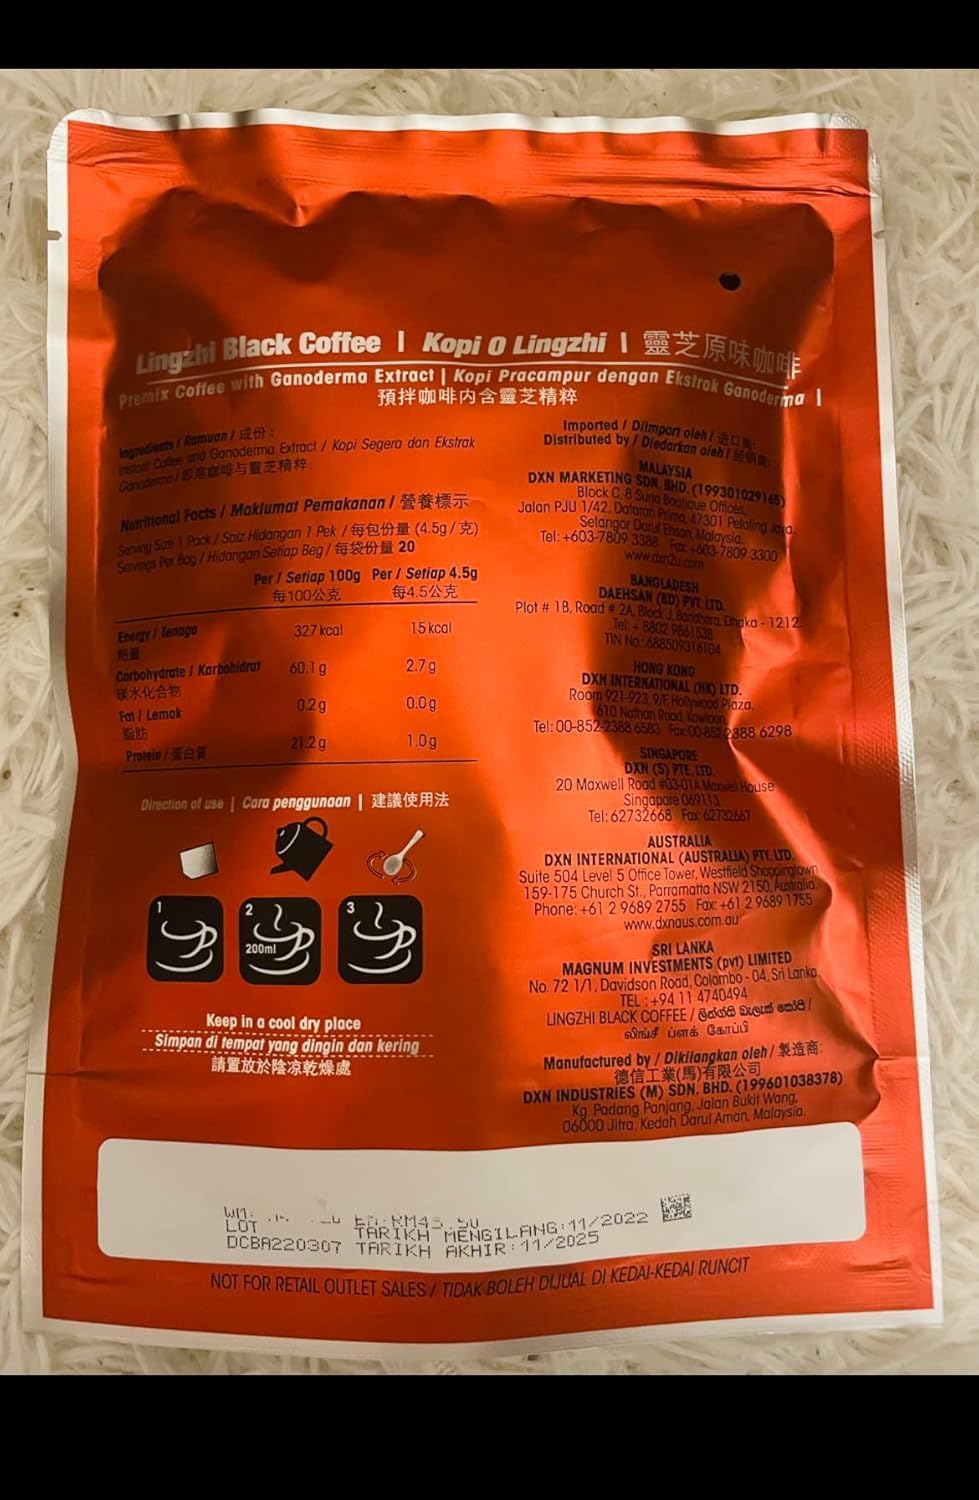 Lingzhi Black Coffee | Kopi O Lingzhi | 靈芝原味咖啡
Premix Coffee with Ganoderma Extract | Kopi Pracampur dengan Ekstrak Ganoderma |
預拌咖啡内含靈芝精粹
Ingredients / Ramuan / 成份 :
Instant Coffee and Ganoderma Extract / Kopi Segera dan Ekstrak
Ganoderma / 即溶咖啡与靈芝精粹.
Nutritional Facts / Maklumat Pemakanan / 營養標示
Serving Size 1 Pack / Saiz Hidangan 1 Pek / 每包份量 (4.5g / 克)
Servings Per Bag / Hidangan Setiap Beg / 每袋份量 20
Per / Setiap 100g Per / Setiap 4.5g
每100公克 每4.5公克
Energy / Tenaga 327 kcal 15 kcal
熱量
Carbohydrate / Karbohidrat 60.1 g 2.7 g
碳水化合物
Fat / Lemak 0.2 g 0.0 g
脂肪
Protein / 蛋白質 21.2 g 1.0 g
Direction of use | Cara penggunaan | 建議使用法
1
2
200ml
3
Keep in a cool dry place
Simpan di tempat yang dingin dan kering
請置放於陰凉乾燥處
Imported / Diimport oleh / 进口商:
Distributed by / Diedarkan oleh / 经销商:
MALAYSIA
DXN MARKETING SDN. BHD. (199301029165)
Block C, 8 Suria Boutique Offices,
Jalan PJU 1/42, Dataran Prima, 47301 Petaling Jaya,
Selangor Darul Ehsan, Malaysia.
Tel: +603-7809 3388 Fax: +603-7809 3300
www.dxn2u.com
BANGLADESH
DAEHSAN (BD) PVT. LTD.
Plot # 1B, Road # 2A, Block J, Baridhara, Dhaka - 1212.
Tel: + 8802 9861538
TIN No.: 688509316104
HONG KONG
DXN INTERNATIONAL (HK) LTD.
Room 921-923, 9/F, Hollywood Plaza,
610 Nathan Road, Kowloon.
Tel: 00-852-2388 6583 Fax: 00-852-2388 6298
SINGAPORE
DXN (S) PTE. LTD.
20 Maxwell Road #03-01A Maxwell House
Singapore 069113.
Tel: 62732668 Fax: 62732667
AUSTRALIA
DXN INTERNATIONAL (AUSTRALIA) PTY. LTD.
Suite 504 Level 5 Office Tower, Westfield Shoppingtown
159-175 Church St., Parramatta NSW 2150, Australia.
Phone: +61 2 9689 2755 Fax: +61 2 9689 1755
www.dxnaus.com.au
SRI LANKA
MAGNUM INVESTMENTS (pvt) LIMITED
No. 72 1/1, Davidson Road, Colombo - 04, Sri Lanka.
TEL : +94 11 4740494
LINGZHI BLACK COFFEE / ලින්ග්සි බලැක් කෝපි /
லிங்சீ ப்ளாக் கோப்பி
Manufactured by / Dikilangkan oleh / 製造商:
德信工業(馬)有限公司
DXN INDUSTRIES (M) SDN. BHD. (199601038378)
Kg. Padang Panjang, Jalan Bukit Wang,
06000 Jitra, Kedah Darul Aman, Malaysia.
WM: EM:RM45.50
LOT TARIKH MENGILANG:11/2022
DCBA220307 TARIKH AKHIR:11/2025
NOT FOR RETAIL OUTLET SALES / TIDAK BOLEH DIJUAL DI KEDAI-KEDAI RUNCIT